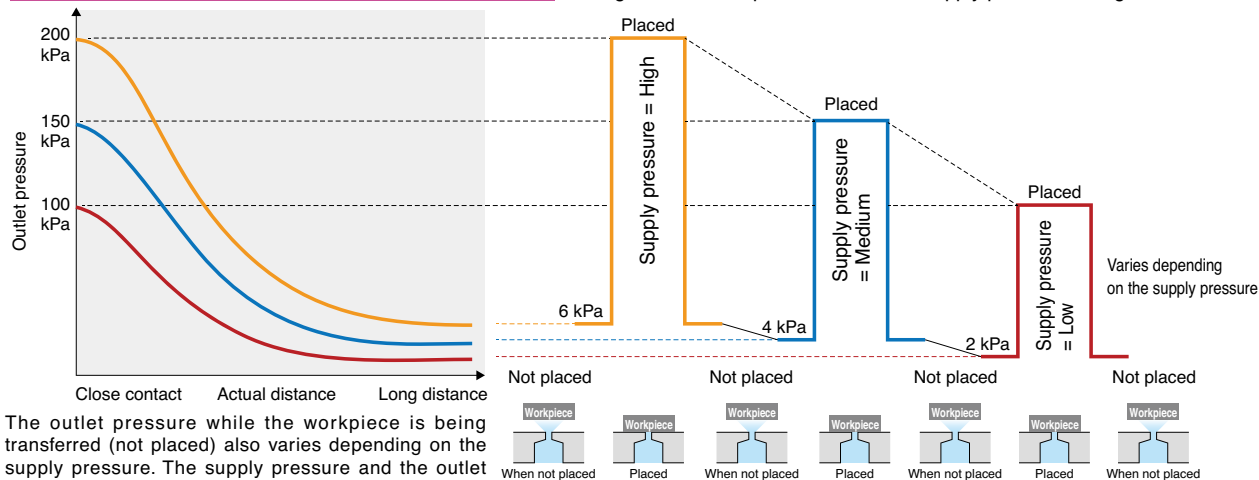 200
kPa
150
kPa
100
kPa
Outlet pressure
Close contact
Actual distance
Long distance
Placed
Supply pressure = High
6 kPa
Placed
Supply pressure
= Medium
4 kPa
Placed
Supply pressure
= Low
2 kPa
Varies depending
on the supply pressure
Not placed
Not placed
Not placed
Not placed
The outlet pressure while the workpiece is being
transferred (not placed) also varies depending on the
supply pressure. The supply pressure and the outlet
Workpiece
When not placed
Workpiece
Placed
Workpiece
When not placed
Workpiece
Placed
Workpiece
When not placed
Workpiece
Placed
Workpiece
When not placed